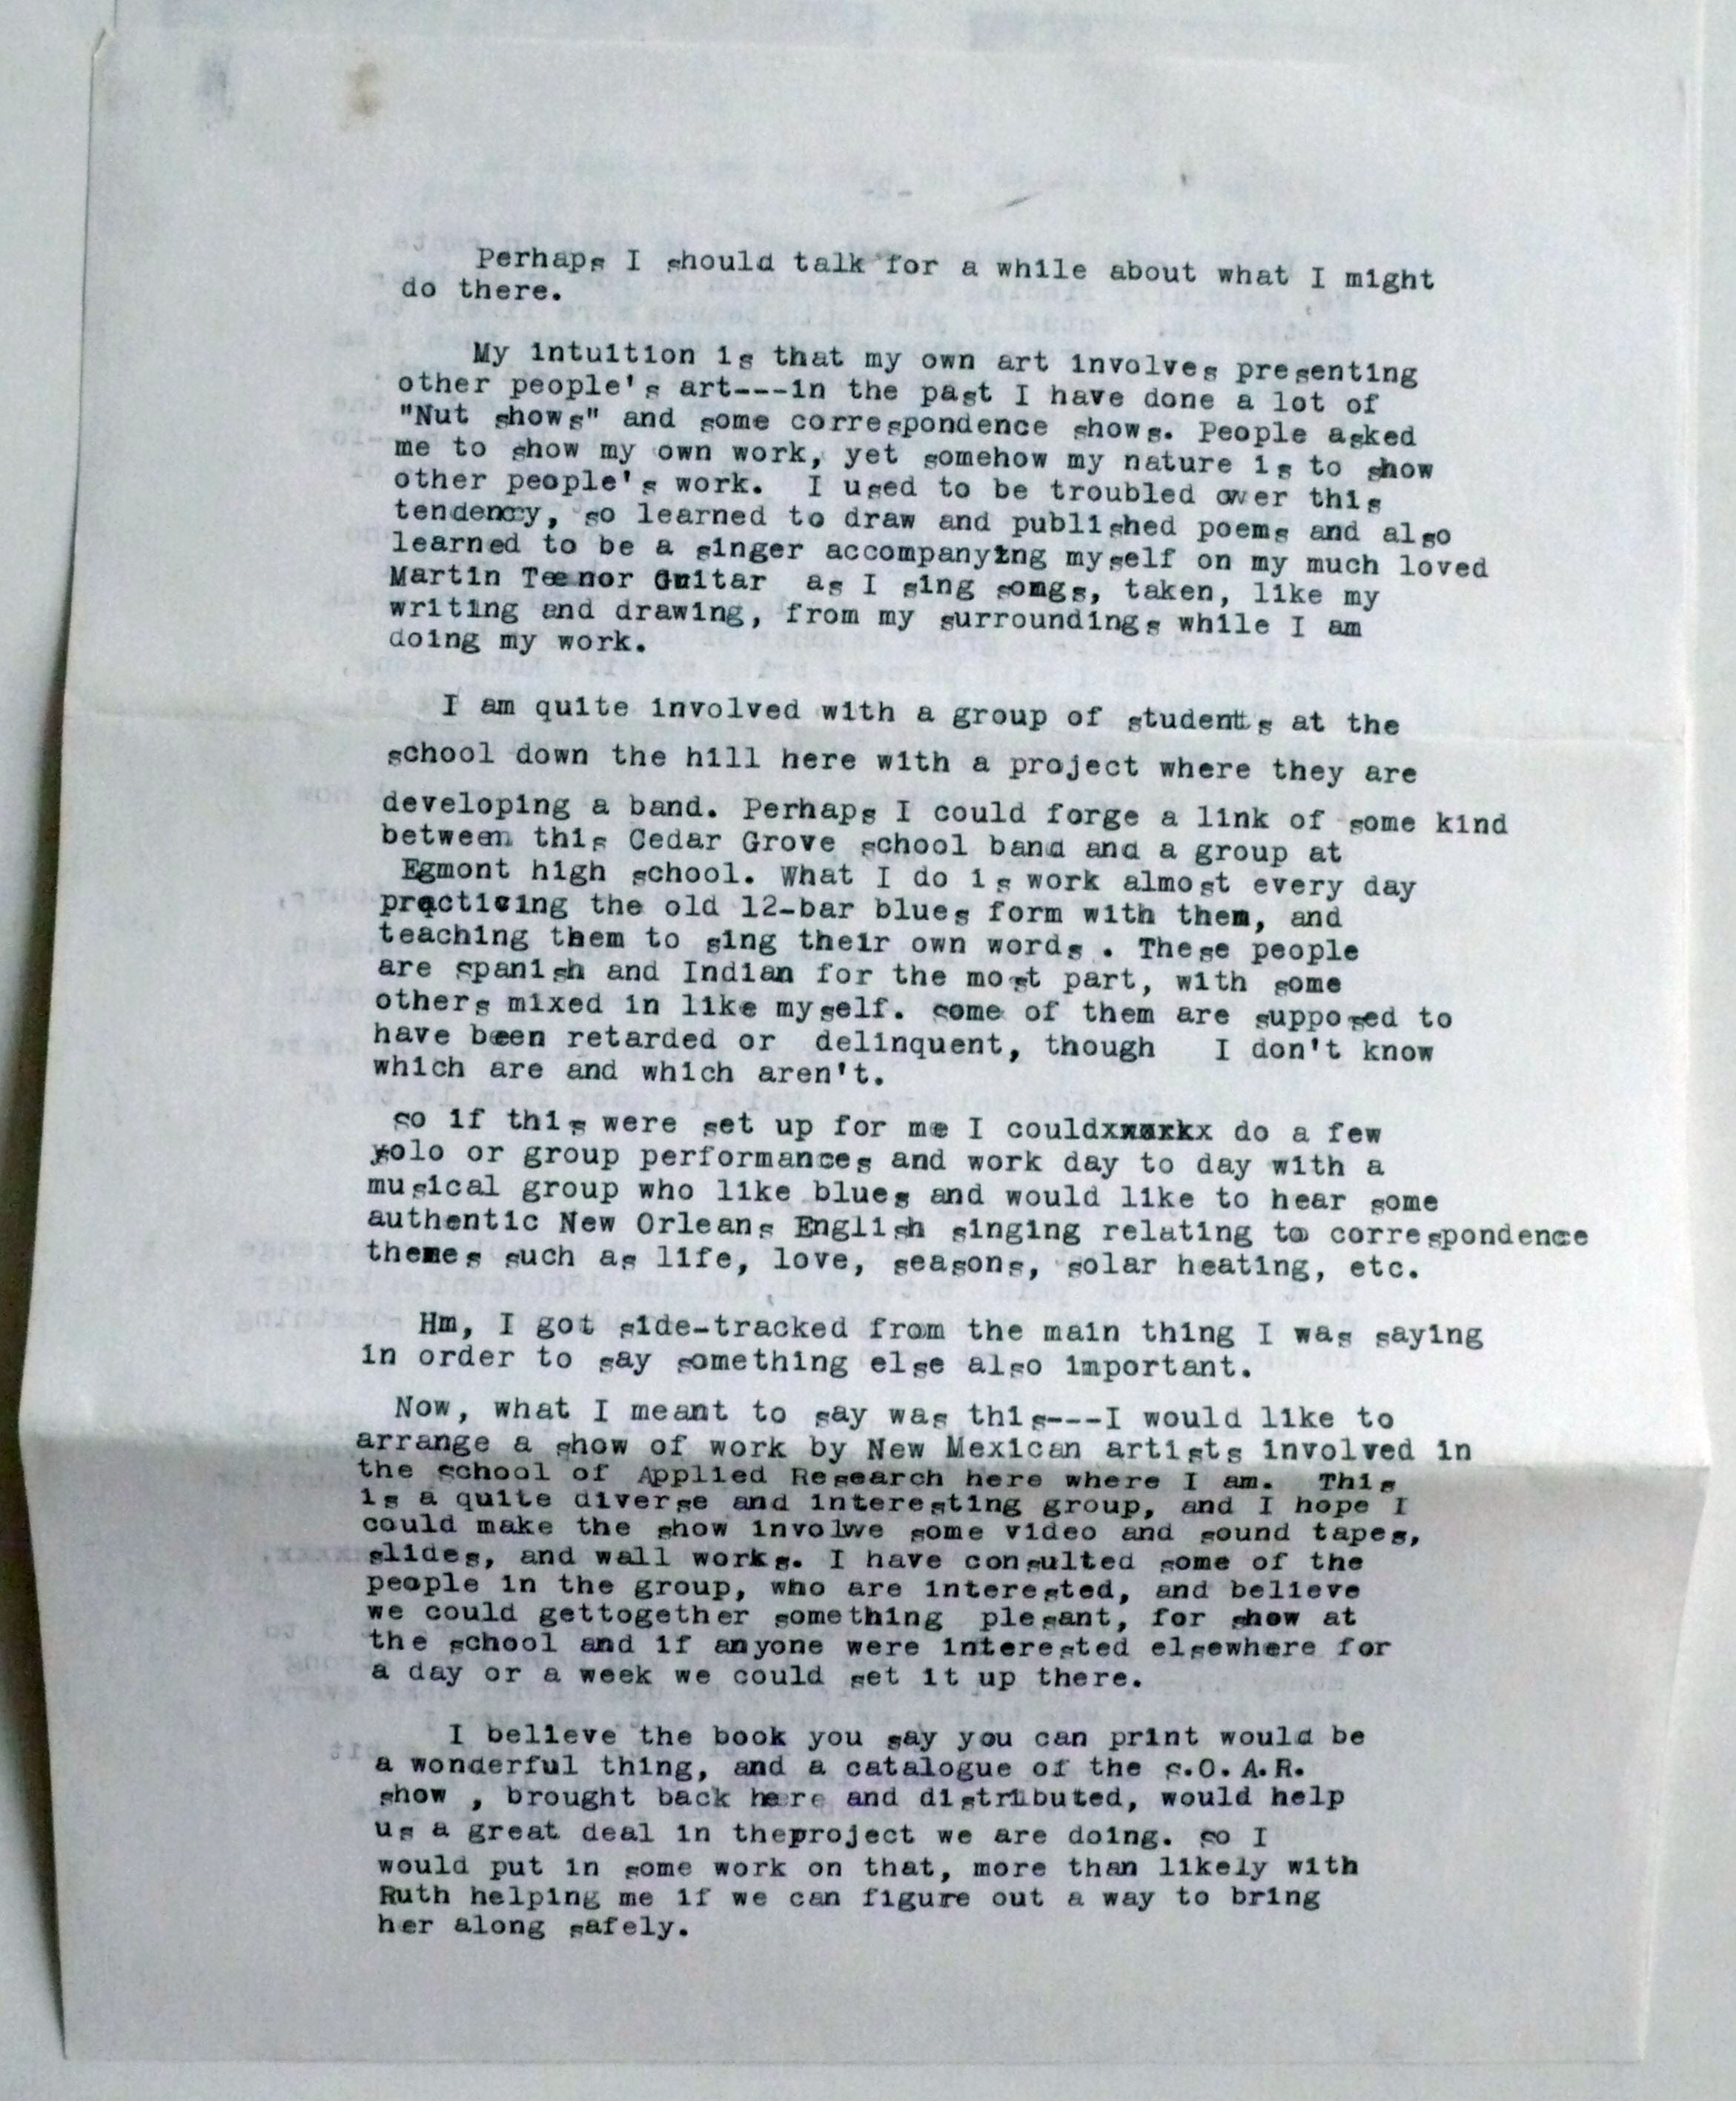 Perhaps I should talk for a while about what I might
do there.
My intuition is that my own art involves presenting
other people's art---in the past I have done a lot of
"Nut shows" and some correspondence shows. People asked
me to show my own work, yet somehow my nature is to show
other people's work. I used to be troubled over this
tendency, so learned to draw and published poems and also
learned to be a singer accompanying myself on my much loved
Martin Teenor Guitar as I sing somgs, taken, like my
writing and drawing, from my surroundings while I am
doing my work.
I am quite involved with a group of students at the
school down the hill here with a project where they are
developing a band. Perhaps I could forge a link of some kind
between this Cedar Grove school band and a group at
Egmont high school. What I do is work almost every day
practicing the old 12-bar blues form with them, and
teaching them to sing their own words . These people
are spanish and Indian for the most part, with some
others mixed in like myself. some of them are supposed to
have been retarded or delinquent, though I don't know
which are and which aren't.
so if this were set up for me I couldxxxxkx do a few
yolo or group performances and work day to day with a
musical group who like blues and would like to hear some
authentic New Orleans English singing relating to correspondence
themes such as life, love, seasons, solar heating, etc.
Hm, I got side-tracked from the main thing I was saying
in order to say something else also important.
Now, what I meant to say was this---I would like to
arrange a show of work by New Mexican artists involved in
the school of Applied Research here where I am. This
is a quite diverse and interesting group, and I hope I
could make the show involve some video and sound tapes,
slides, and wall works. I have consulted some of the
people in the group, who are interested, and believe
we could gettogether something plesant, for show at
the school and if anyone were interested elsewhere for
a day or a week we could set it up there.
I believe the book you say you can print would be
a wonderful thing, and a catalogue of the s.O.A.R.
show , brought back here and distributed, would help
us a great deal in theproject we are doing. so I
would put in some work on that, more than likely with
Ruth helping me if we can figure out a way to bring
her along safely.